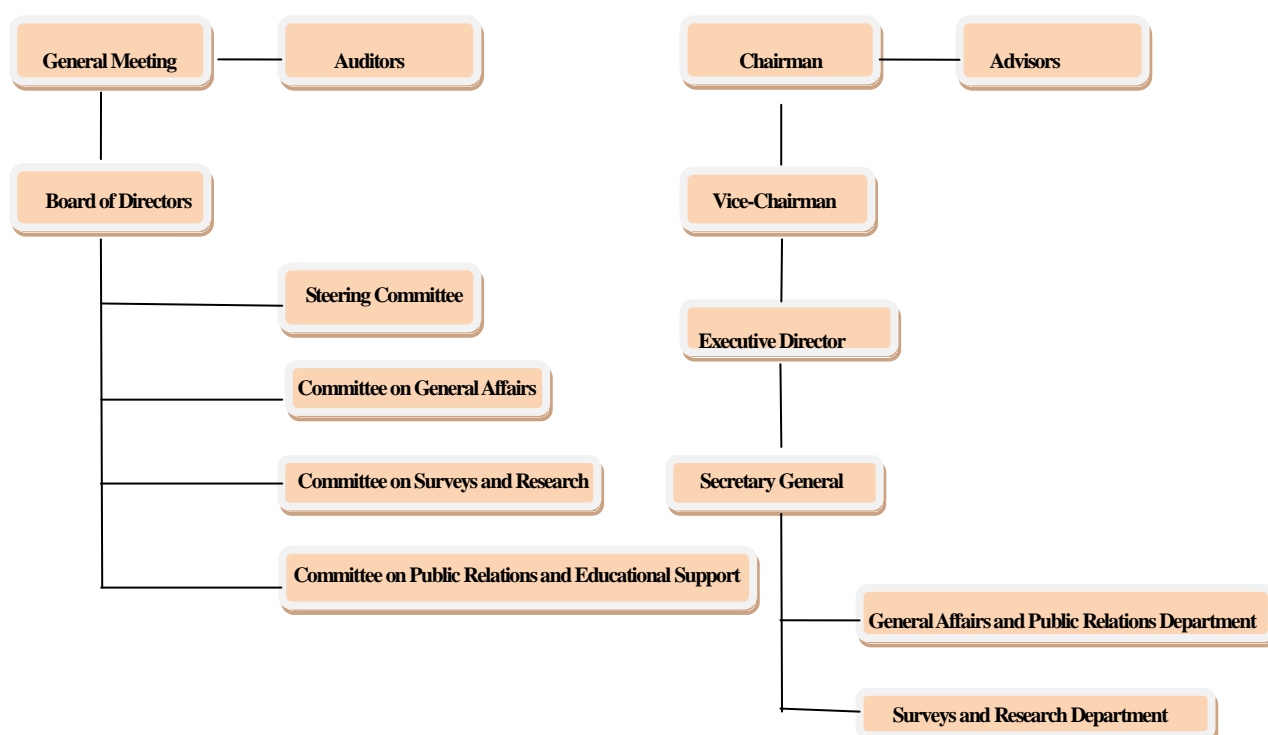 General Meeting
Auditors
Chairman
Advisors
Board of Directors
Vice-Chairman
Steering Committee
Executive Director
Committee on General Affairs
Committee on Surveys and Research
Secretary General
Committee on Public Relations and Educational Support
General Affairs and Public Relations Department
Surveys and Research Department